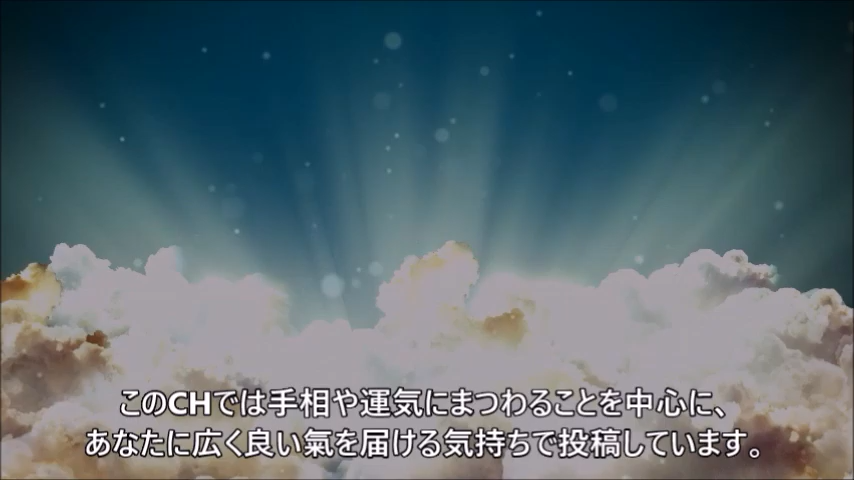 このCHでは手相や運気にまつわることを中心に、
あなたに広く良い氣を届ける気持ちで投稿しています。